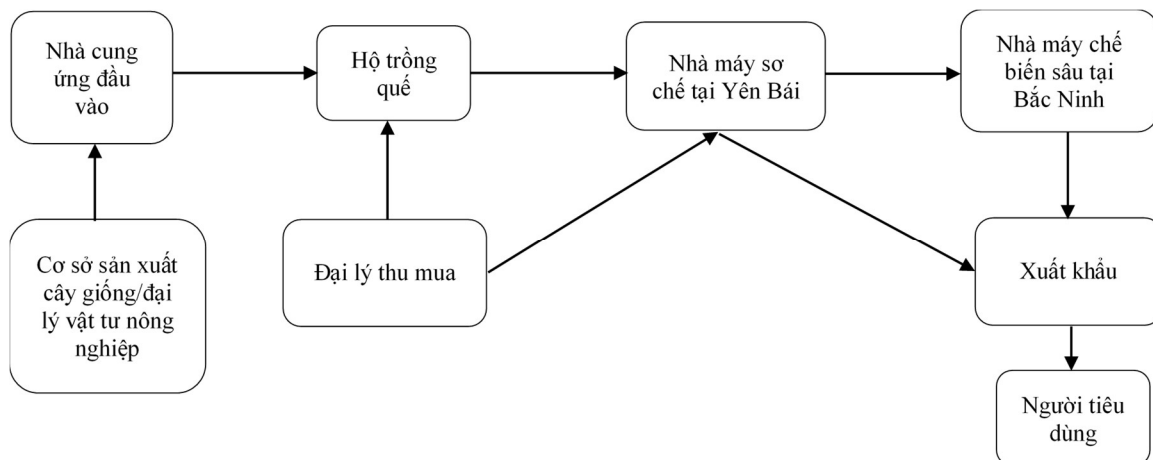 Nhà cung
ứng đầu
vào
Hộ trồng
quế
Nhà máy sơ
chế tại Yên Bái
Nhà máy chế
biến sâu tại
Bắc Ninh
Cơ sở sản xuất
cây giống/đại
lý vật tư nông
nghiệp
Đại lý thu mua
Xuất khẩu
Người tiêu
dùng